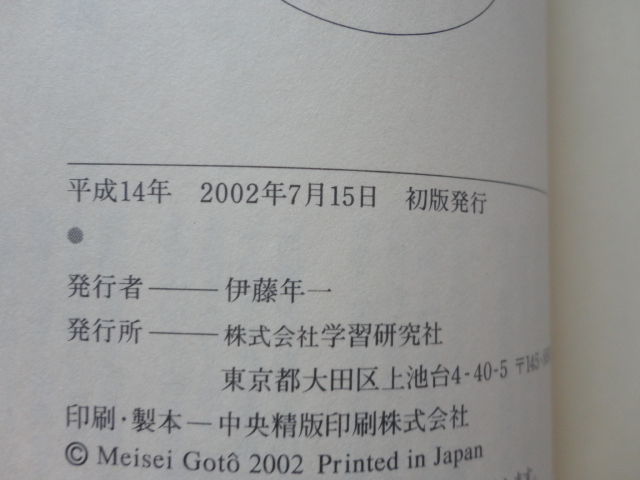 平成14年　2002年7月15日　初版発行
発行者―――伊藤年一
発行所―――株式会社学習研究社
東京都大田区上池台4-40-5 〒145-
印刷・製本―中央精版印刷株式会社
© Meisei Gotô 2002 Printed in Japan